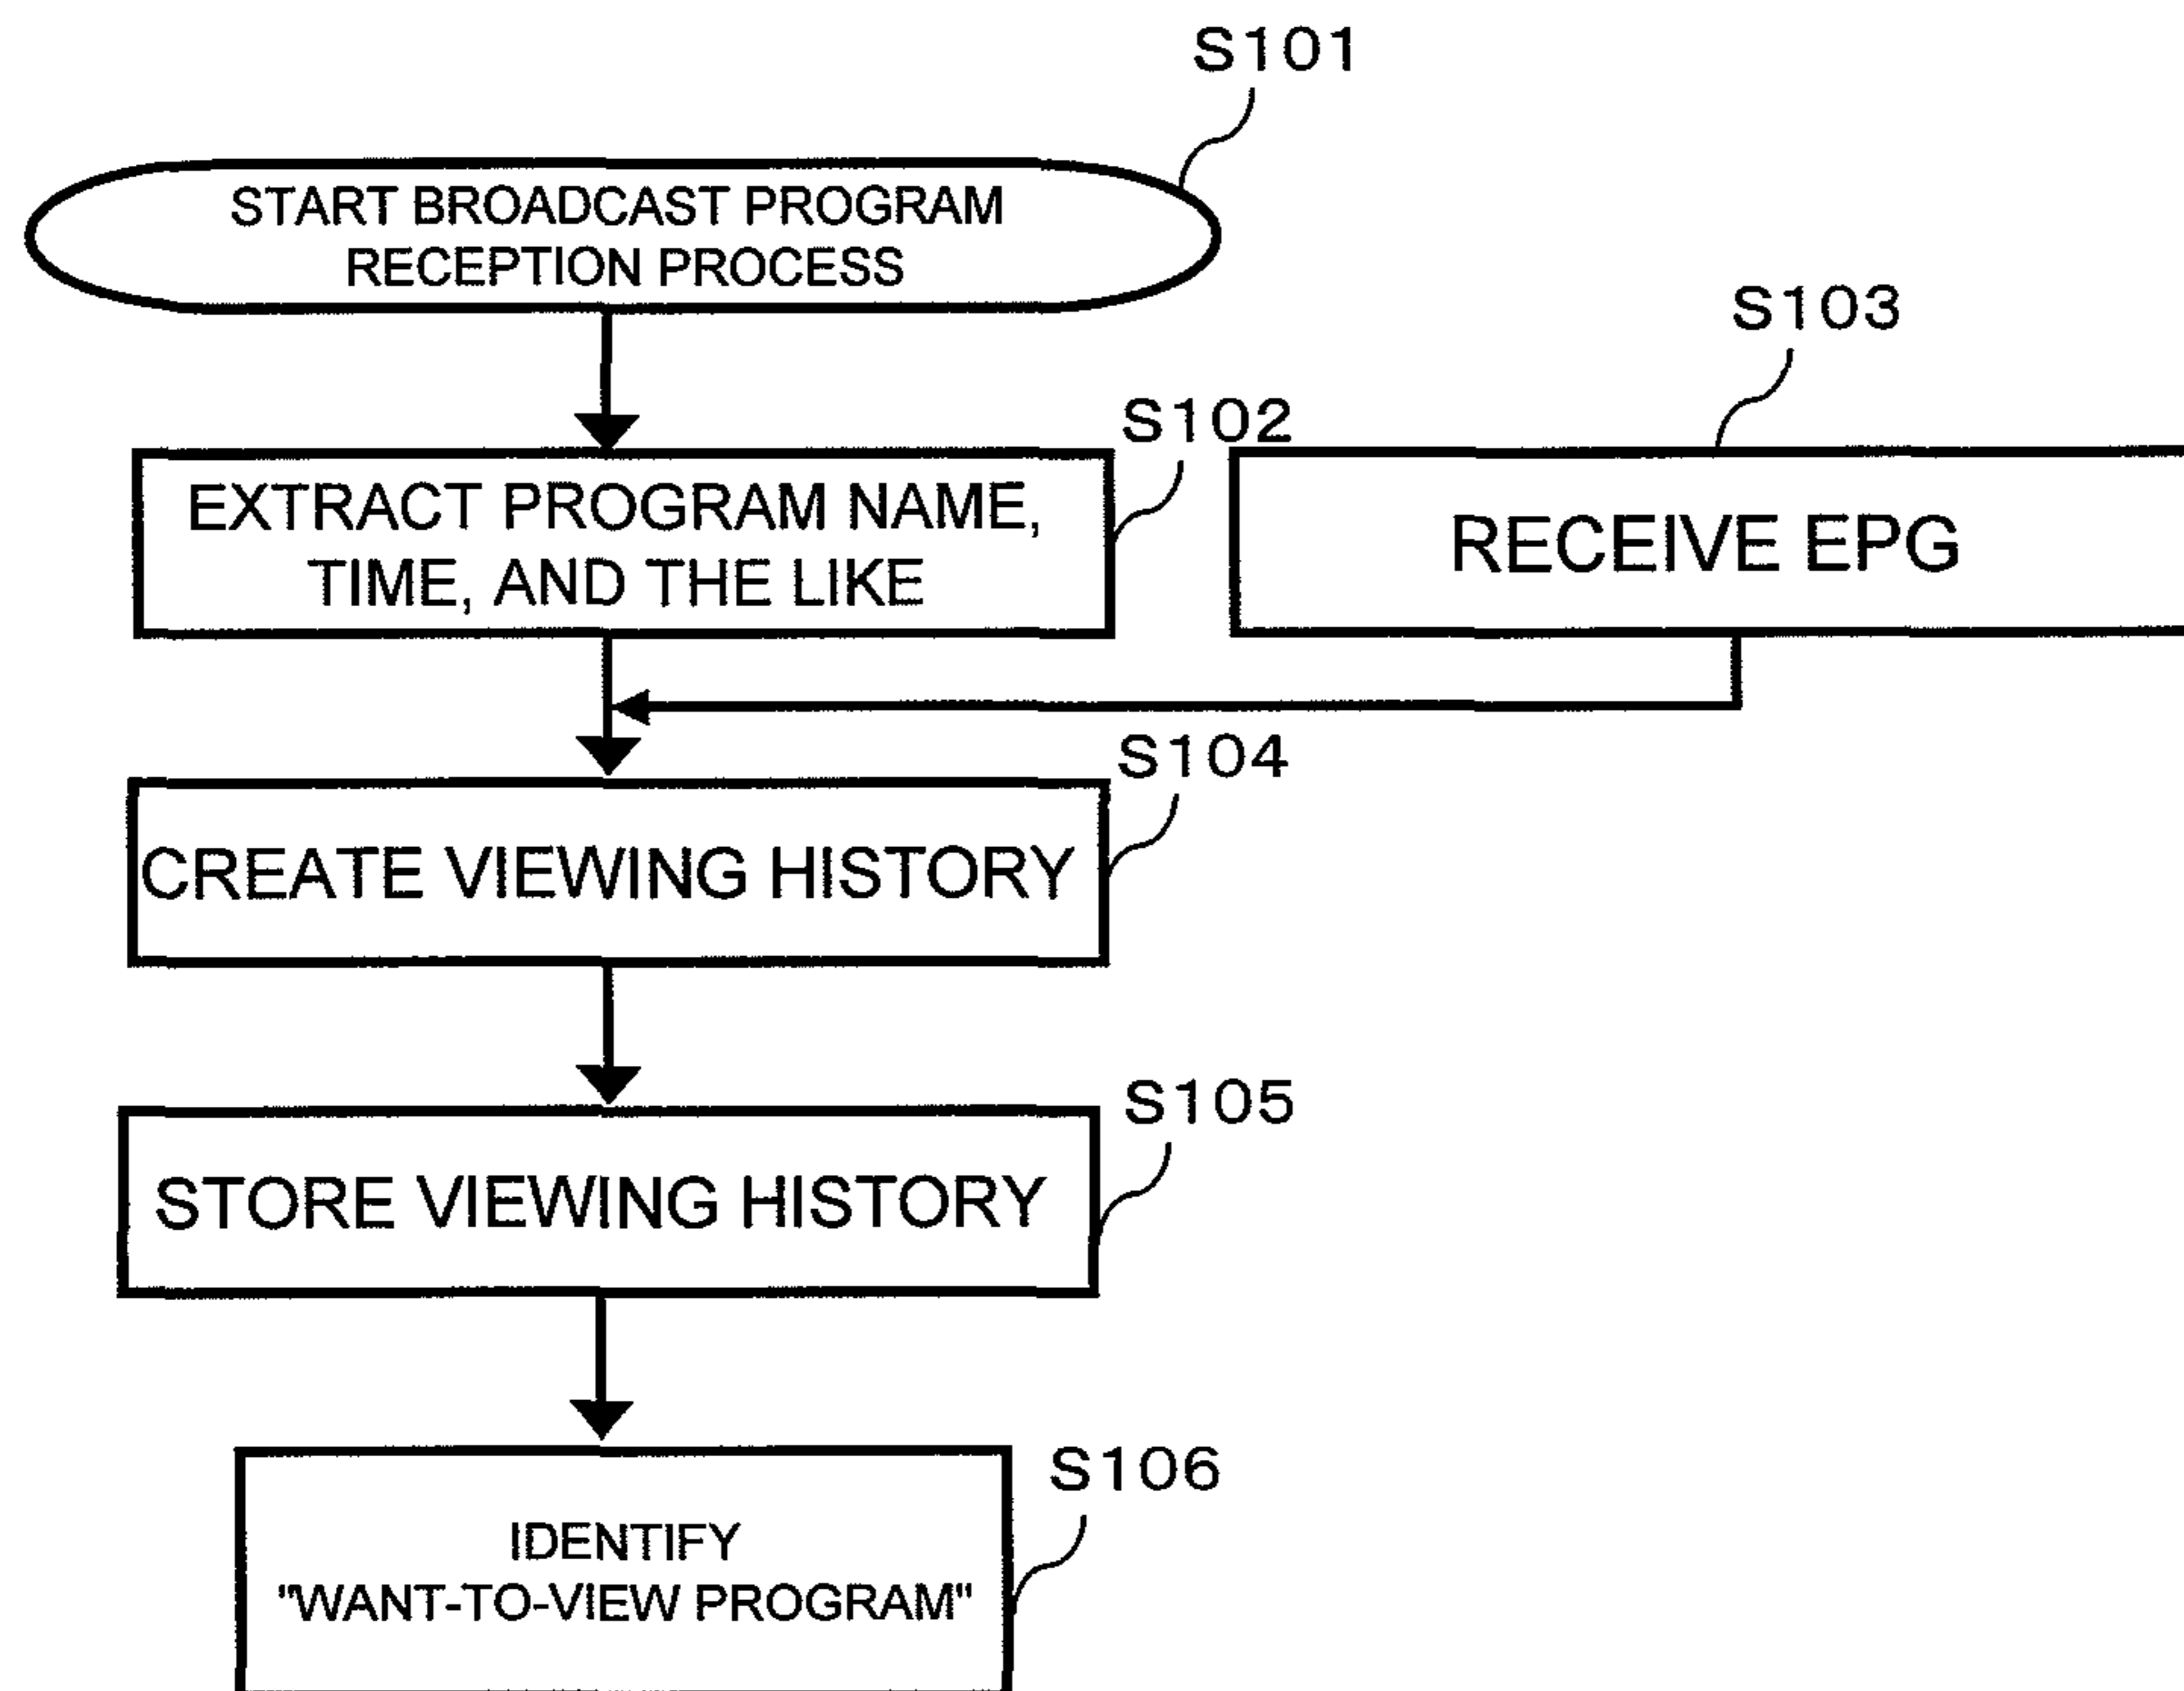 S101
START BROADCAST PROGRAM
RECEPTION PROCESS
S103
S102
EXTRACT PROGRAM NAME,
TIME, AND THE LIKE
RECEIVE EPG
S104
CREATE VIEWING HISTORY
S105
STORE VIEWING HISTORY
S106
IDENTIFY
"WANT-TO-VIEW PROGRAM"